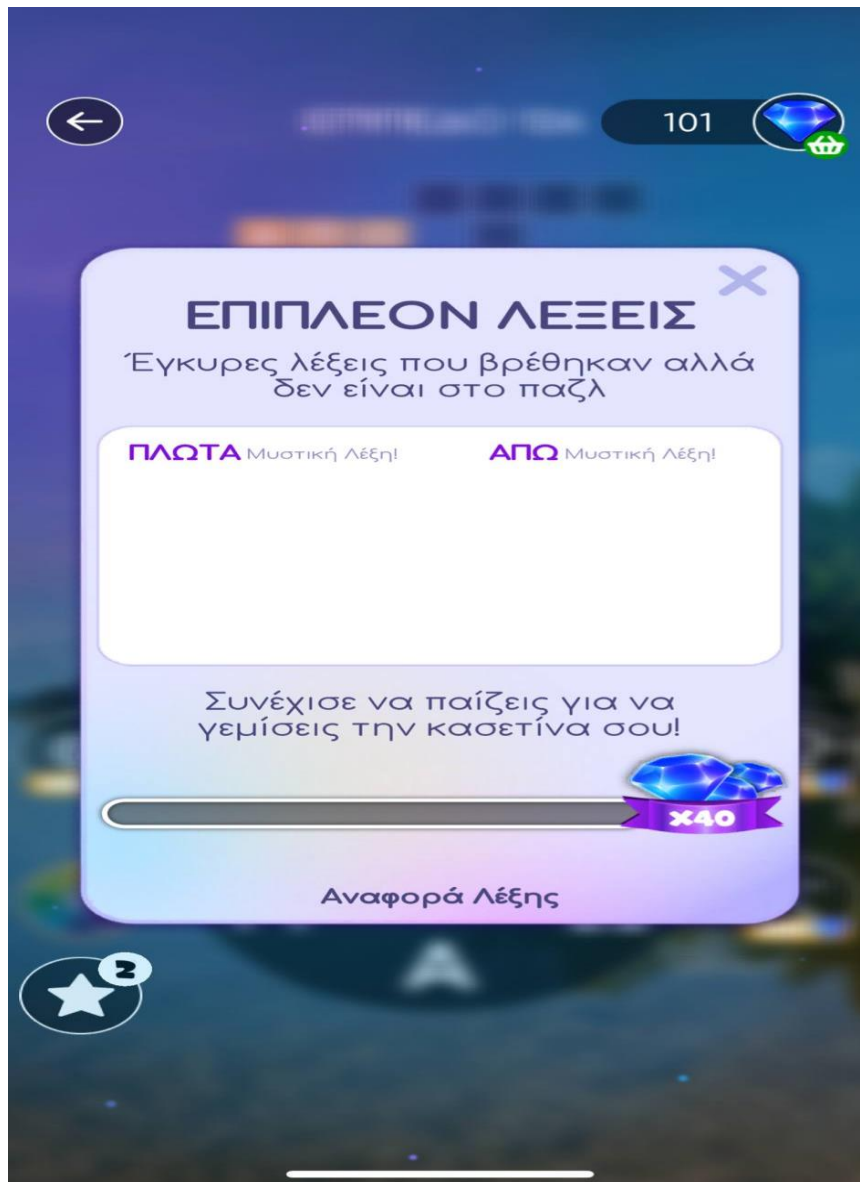 101
ΕΠΙΠΛΕΟΝ ΛΕΞΕΙΣ
Έγκυρες λέξεις που βρέθηκαν αλλά
δεν είναι στο παζλ
ΠΛΩΤΑ Μυστική Λέξη! ΑΠΩ Μυστική Λέξη!
Συνέχισε να παίζεις για να
γεμίσεις την κασετίνα σου!
x40
Αναφορά Λέξης
2
Α